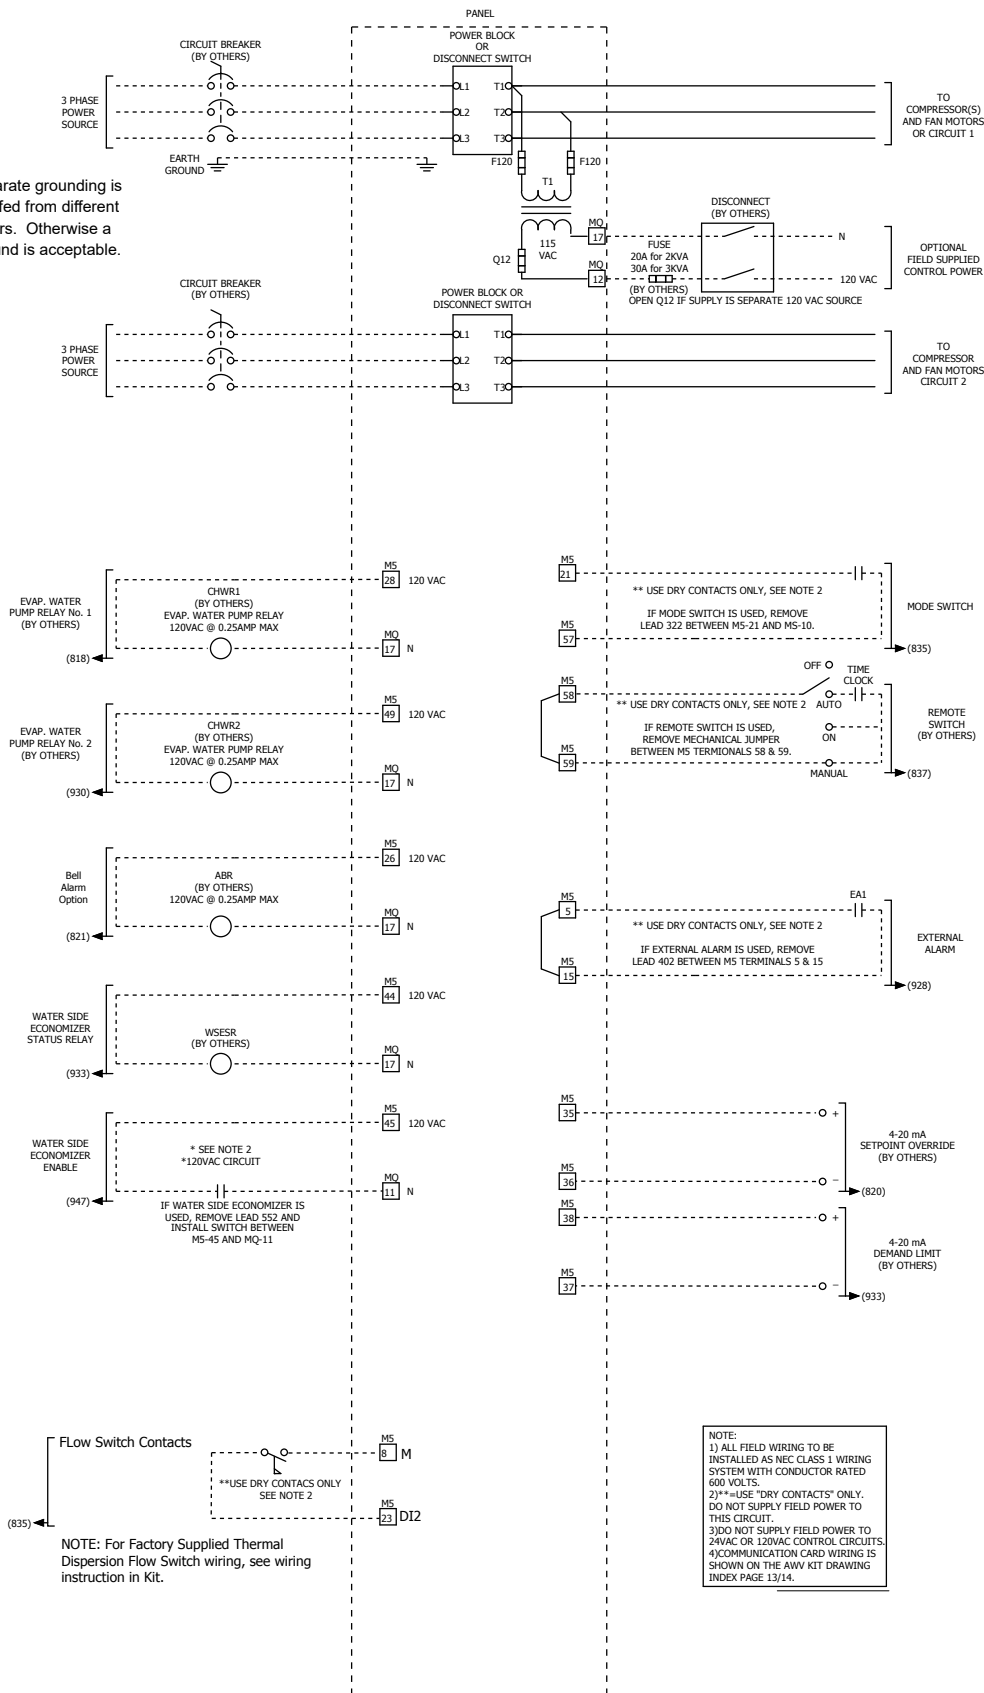 PANEL
CIRCUIT BREAKER
(BY OTHERS)
POWER BLOCK
OR
DISCONNECT SWITCH
3 PHASE
POWER
SOURCE
L1
T1
L2
T2
L3
T3
TO
COMPRESSOR(S)
AND FAN MOTORS
OR CIRCUIT 1
EARTH
GROUND
F120
F120
T1
arate grounding is
fed from different
rs. Otherwise a
und is acceptable.
115
VAC
Q12
MQ
17
MQ
12
FUSE
20A for 2KVA
30A for 3KVA
(BY OTHERS)
DISCONNECT
(BY OTHERS)
N
120 VAC
OPTIONAL
FIELD SUPPLIED
CONTROL POWER
OPEN Q12 IF SUPPLY IS SEPARATE 120 VAC SOURCE
CIRCUIT BREAKER
(BY OTHERS)
POWER BLOCK OR
DISCONNECT SWITCH
3 PHASE
POWER
SOURCE
L1
T1
L2
T2
L3
T3
TO
COMPRESSOR
AND FAN MOTORS
CIRCUIT 2
EVAP. WATER
PUMP RELAY No. 1
(BY OTHERS)
(818)
CHWR1
(BY OTHERS)
EVAP. WATER PUMP RELAY
120VAC @ 0.25AMP MAX
M5
28 120 VAC
MQ
17 N
M5
21
** USE DRY CONTACTS ONLY, SEE NOTE 2
IF MODE SWITCH IS USED, REMOVE
LEAD 322 BETWEEN M5-21 AND MS-10.
M5
57
MODE SWITCH
(835)
EVAP. WATER
PUMP RELAY No. 2
(BY OTHERS)
(930)
CHWR2
(BY OTHERS)
EVAP. WATER PUMP RELAY
120VAC @ 0.25AMP MAX
M5
49 120 VAC
MQ
17 N
M5
58
** USE DRY CONTACTS ONLY, SEE NOTE 2
IF REMOTE SWITCH IS USED,
REMOVE MECHANICAL JUMPER
BETWEEN M5 TERMIONALS 58 & 59.
M5
59
OFF
TIME
CLOCK
AUTO
ON
MANUAL
REMOTE
SWITCH
(BY OTHERS)
(837)
Bell
Alarm
Option
(821)
ABR
(BY OTHERS)
120VAC @ 0.25AMP MAX
M5
26 120 VAC
MQ
17 N
M5
5
** USE DRY CONTACTS ONLY, SEE NOTE 2
IF EXTERNAL ALARM IS USED, REMOVE
LEAD 402 BETWEEN M5 TERMINALS 5 & 15
M5
15
EA1
EXTERNAL
ALARM
(928)
WATER SIDE
ECONOMIZER
STATUS RELAY
(933)
WSESR
(BY OTHERS)
M5
44 120 VAC
MQ
17 N
WATER SIDE
ECONOMIZER
ENABLE
(947)
* SEE NOTE 2
*120VAC CIRCUIT
M5
45 120 VAC
MQ
11 N
IF WATER SIDE ECONOMIZER IS
USED, REMOVE LEAD 552 AND
INSTALL SWITCH BETWEEN
M5-45 AND MQ-11
M5
35
+
4-20 mA
SETPOINT OVERRIDE
(BY OTHERS)
M5
36
−
(820)
M5
38
+
4-20 mA
DEMAND LIMIT
(BY OTHERS)
M5
37
−
(933)
FLow Switch Contacts
(835)
**USE DRY CONTACS ONLY
SEE NOTE 2
M5
8 M
M5
23 DI2
NOTE: For Factory Supplied Thermal
Dispersion Flow Switch wiring, see wiring
instruction in Kit.
NOTE:
1) ALL FIELD WIRING TO BE
INSTALLED AS NEC CLASS 1 WIRING
SYSTEM WITH CONDUCTOR RATED
600 VOLTS.
2)**=USE "DRY CONTACTS" ONLY.
DO NOT SUPPLY FIELD POWER TO
THIS CIRCUIT.
3)DO NOT SUPPLY FIELD POWER TO
24VAC OR 120VAC CONTROL CIRCUITS.
4)COMMUNICATION CARD WIRING IS
SHOWN ON THE AWV KIT DRAWING
INDEX PAGE 13/14.